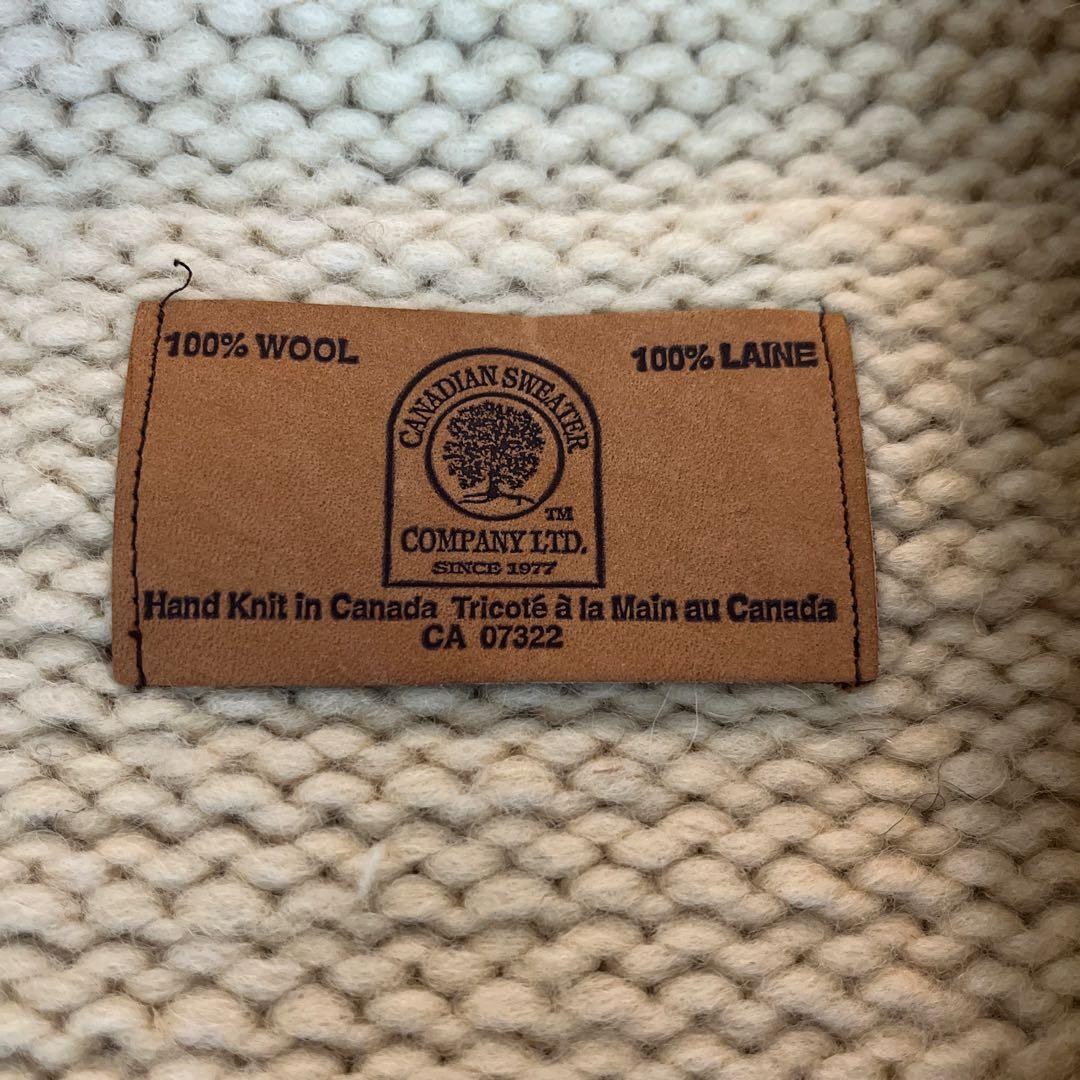 100% WOOL
100% LAINE
CANADIAN SWEATER
TM
COMPANY LTD.
SINCE 1977
Hand Knit in Canada Tricoté à la Main au Canada
CA 07322